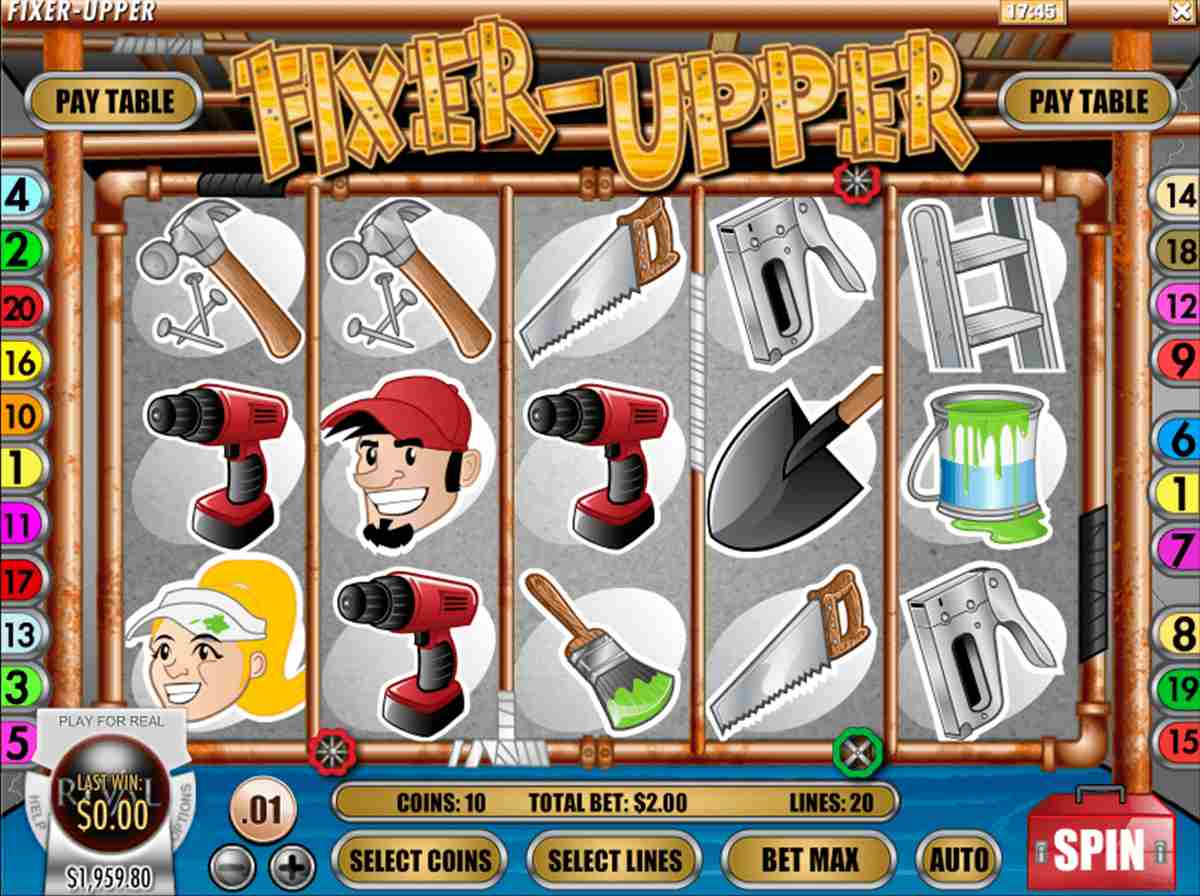 FIXER-UPPER
17:45
FIXER-UPPER
PAY TABLE
PAY TABLE
4
2
20
16
10
1
11
17
13
3
5
14
18
12
9
6
1
7
8
19
15
PLAY FOR REAL
RIVAL
LAST WIN:
$0.00
HELP
OPTIONS
$1,959.80
.01
COINS: 10 TOTAL BET: $2.00 LINES: 20
SELECT COINS
SELECT LINES
BET MAX
AUTO
SPIN